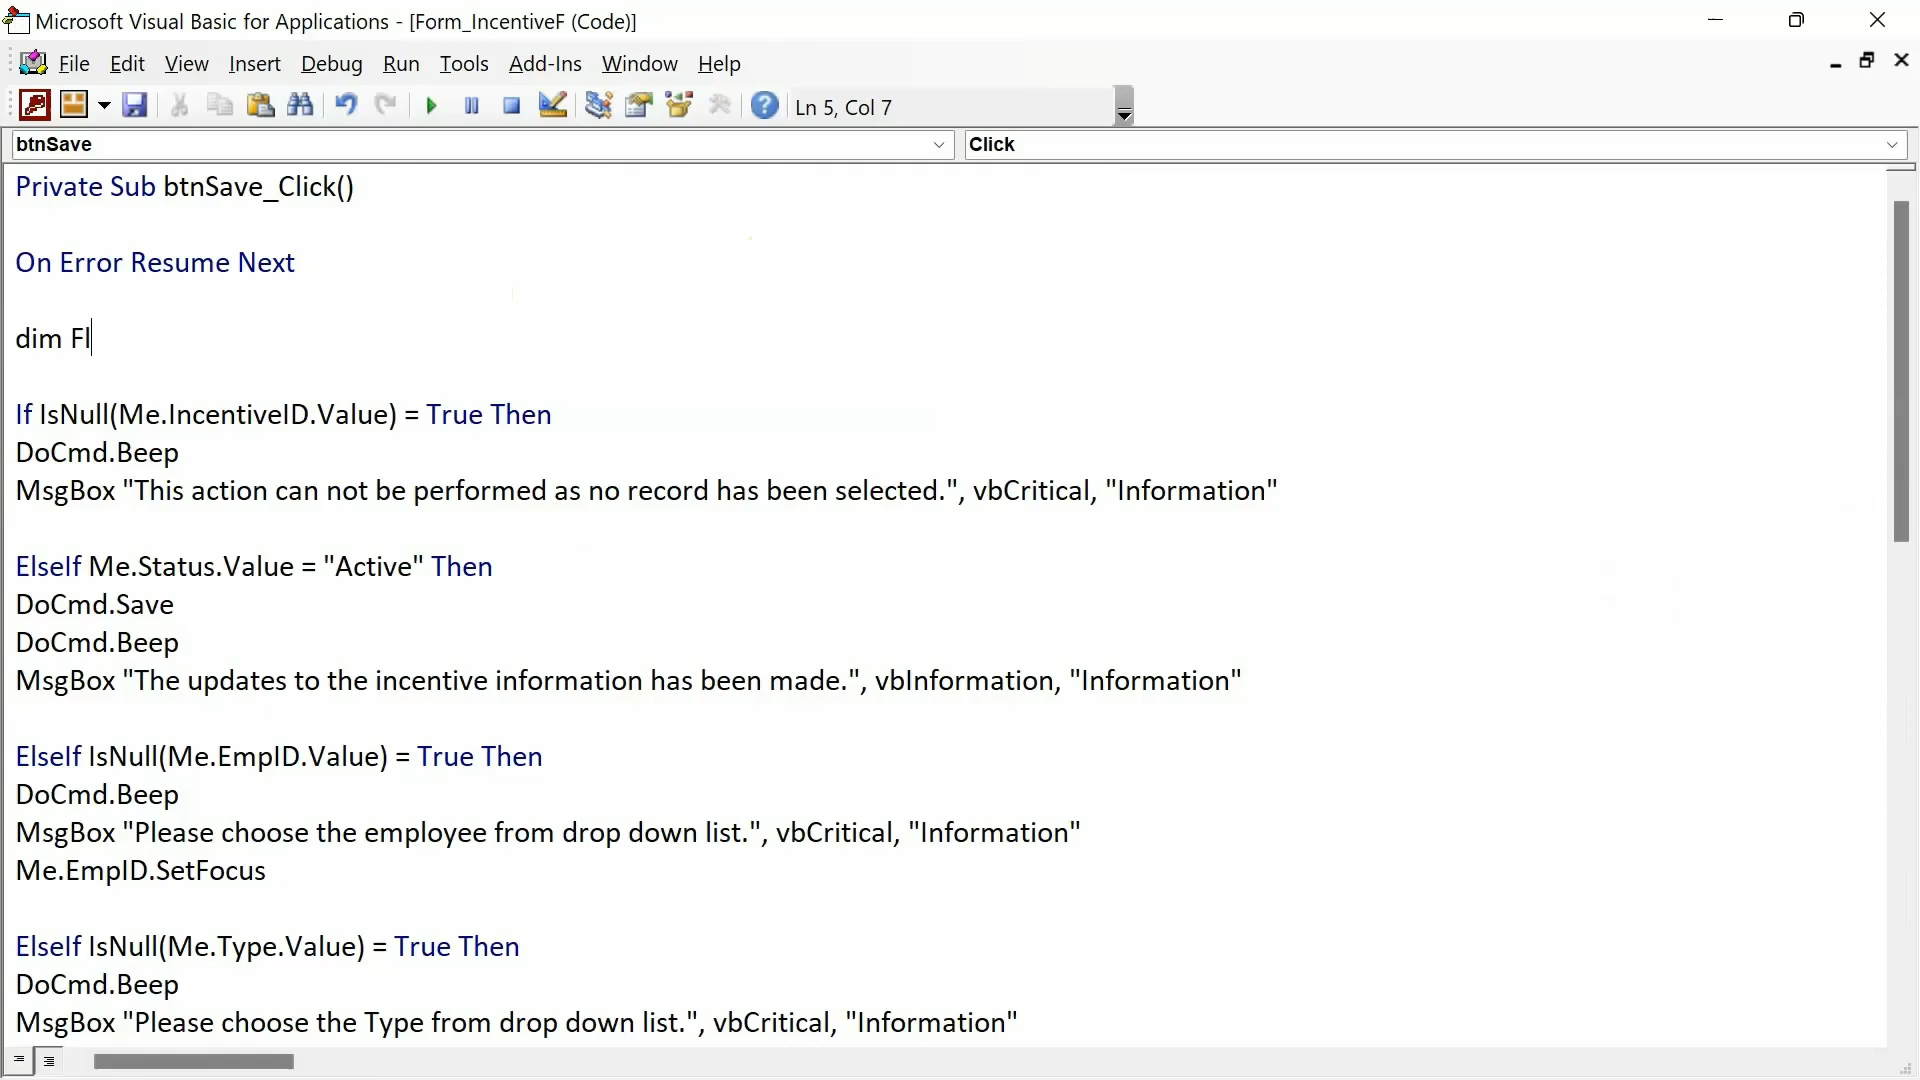 Microsoft Visual Basic for Applications - [Form_IncentiveF (Code)]
File Edit View Insert Debug Run Tools Add-Ins Window Help
Ln 5, Col 7
btnSave Click
Private Sub btnSave_Click()
On Error Resume Next
dim Fl
If IsNull(Me.IncentiveID.Value) = True Then
DoCmd.Beep
MsgBox "This action can not be performed as no record has been selected.", vbCritical, "Information"
ElseIf Me.Status.Value = "Active" Then
DoCmd.Save
DoCmd.Beep
MsgBox "The updates to the incentive information has been made.", vbInformation, "Information"
ElseIf IsNull(Me.EmpID.Value) = True Then
DoCmd.Beep
MsgBox "Please choose the employee from drop down list.", vbCritical, "Information"
Me.EmpID.SetFocus
ElseIf IsNull(Me.Type.Value) = True Then
DoCmd.Beep
MsgBox "Please choose the Type from drop down list.", vbCritical, "Information"